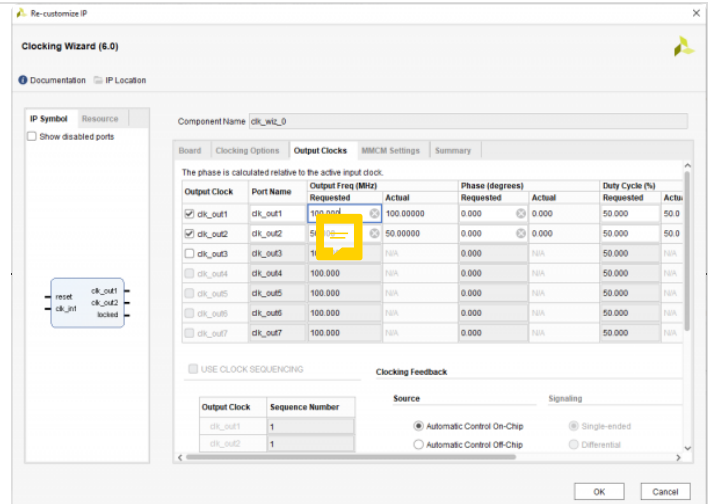 Re-customize IP
Clocking Wizard (6.0)
Documentation IP Location
IP Symbol Resource
Show disabled ports
reset
clk_in1
clk_out1
clk_out2
locked
Component Name clk_wiz_0
Board Clocking Options Output Clocks MMCM Settings Summary
The phase is calculated relative to the active input clock.
Output Clock Port Name Output Freq (MHz) Phase (degrees) Duty Cycle (%)
Requested Actual Requested Actual Requested Actu
clk_out1 clk_out1 100.000 100.00000 0.000 0.000 50.000 50.0
clk_out2 clk_out2 50.00000 0.000 0.000 50.000 50.0
clk_out3 clk_out3 N/A 0.000 N/A 50.000 N/A
clk_out4 clk_out4 100.000 N/A 0.000 N/A 50.000 N/A
clk_out5 clk_out5 100.000 N/A 0.000 N/A 50.000 N/A
clk_out6 clk_out6 100.000 N/A 0.000 N/A 50.000 N/A
clk_out7 clk_out7 100.000 N/A 0.000 N/A 50.000 N/A
USE CLOCK SEQUENCING
Clocking Feedback
Output Clock Sequence Number
clk_out1 1
clk_out2 1
Source Signaling
Automatic Control On-Chip Single-ended
Automatic Control Off-Chip Differential
OK Cancel